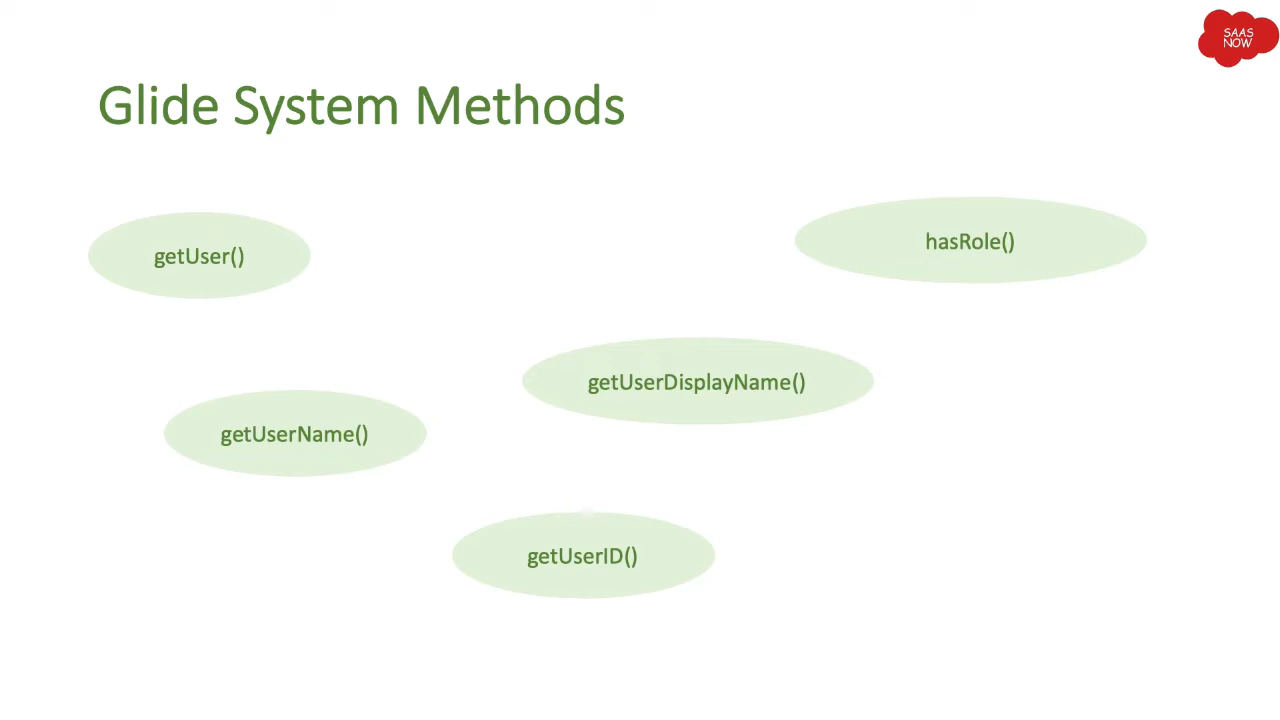 SAAS
NOW
Glide System Methods
getUser()
hasRole()
getUserDisplayName()
getUserName()
getUserID()